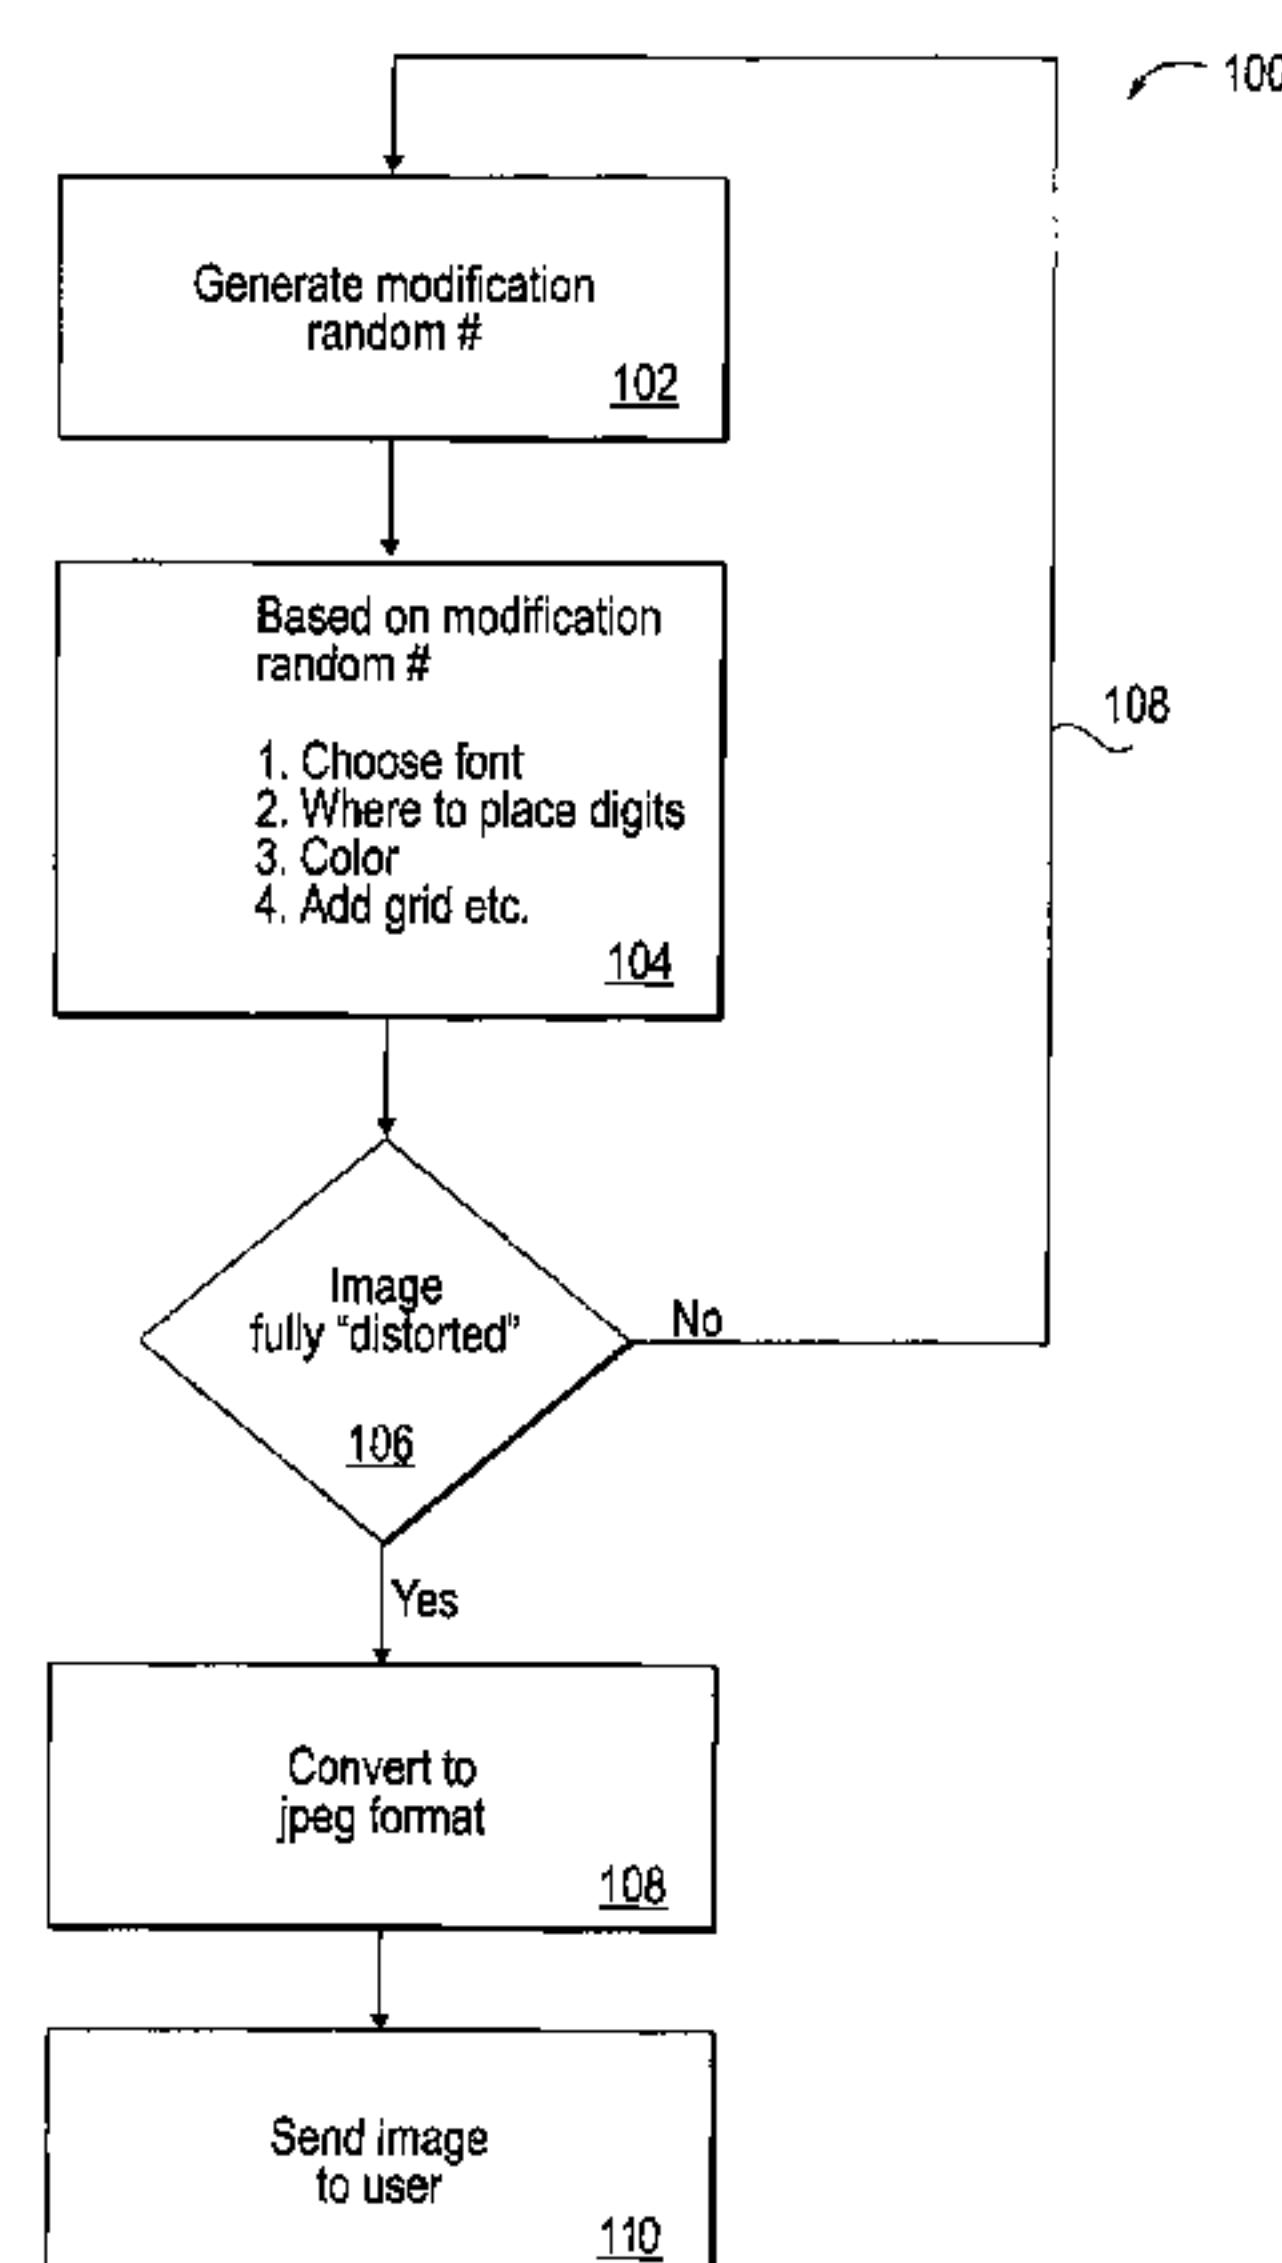 100
Generate modification
random #
102
Based on modification
random #
1. Choose font
2. Where to place digits
3. Color
4. Add grid etc.
104
108
Image
fully “distorted”
No
106
Yes
Convert to
jpeg format
108
Send image
to user
110